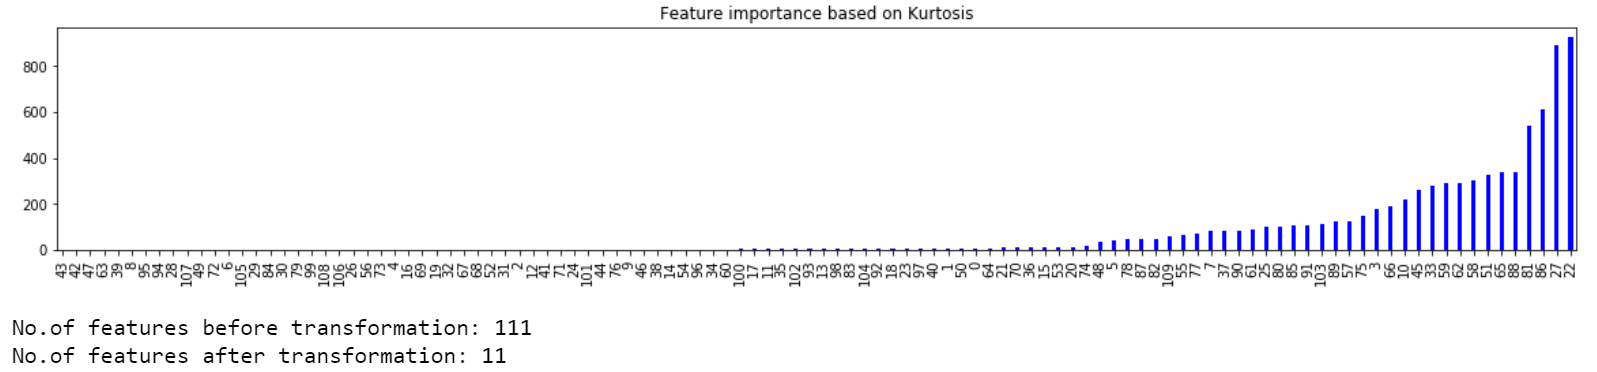 Feature importance based on Kurtosis
800
600
400
200
0
43 42 47 63 39 8 95 94 28 107 49 72 6 105 29 84 30 79 99 108 106 26 56 73 4 16 69 19 32 67 68 52 31 2 12 41 71 24 101 44 76 9 46 38 14 54 96 34 60 100 17 11 35 102 93 13 98 83 104 92 18 23 97 40 1 50 0 64 21 70 36 15 53 20 74 48 5 78 87 82 109 55 77 7 37 90 61 25 80 85 91 103 89 57 75 3 66 10 45 33 59 62 58 51 65 88 81 86 27 22
No.of features before transformation: 111
No.of features after transformation: 11